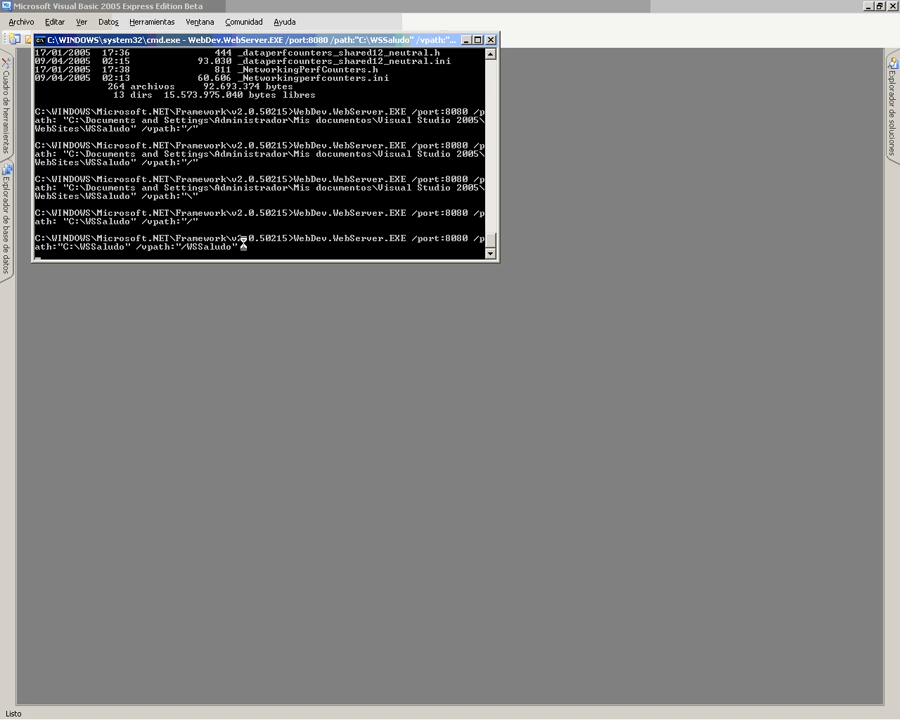 Microsoft Visual Basic 2005 Express Edition Beta
Archivo Editar Ver Datos Herramientas Ventana Comunidad Ayuda
C:\WINDOWS\system32\cmd.exe - WebDev.WebServer.EXE /port:8080 /path:"C:\WSSaludo" /vpath:"...
17/01/2005 17:36 444 _dataperfcounters_shared12_neutral.h
09/04/2005 02:15 93.030 _dataperfcounters_shared12_neutral.ini
17/01/2005 17:38 811 _NetworkingPerfCounters.h
09/04/2005 02:13 60.606 _Networkingperfcounters.ini
264 archivos 92.693.374 bytes
13 dirs 15.573.975.040 bytes libres
C:\WINDOWS\Microsoft.NET\Framework\v2.0.50215>WebDev.WebServer.EXE /port:8080 /p
ath: "C:\Documents and Settings\Administrador\Mis documentos\Visual Studio 2005\
WebSites\WSSaludo" /vpath:"/"
C:\WINDOWS\Microsoft.NET\Framework\v2.0.50215>WebDev.WebServer.EXE /port:8080 /p
ath: "C:\Documents and Settings\Administrador\Mis documentos\Visual Studio 2005\
WebSites\WSSaludo" /vpath:"/"
C:\WINDOWS\Microsoft.NET\Framework\v2.0.50215>WebDev.WebServer.EXE /port:8080 /p
ath: "C:\Documents and Settings\Administrador\Mis documentos\Visual Studio 2005\
WebSites\WSSaludo" /vpath:"\"
C:\WINDOWS\Microsoft.NET\Framework\v2.0.50215>WebDev.WebServer.EXE /port:8080 /p
ath: "C:\WSSaludo" /vpath:"/"
C:\WINDOWS\Microsoft.NET\Framework\v2.0.50215>WebDev.WebServer.EXE /port:8080 /p
ath:"C:\WSSaludo" /vpath:"/WSSaludo"
Cuadro de herramientas
Explorador de base de datos
Explorador de soluciones
Listo